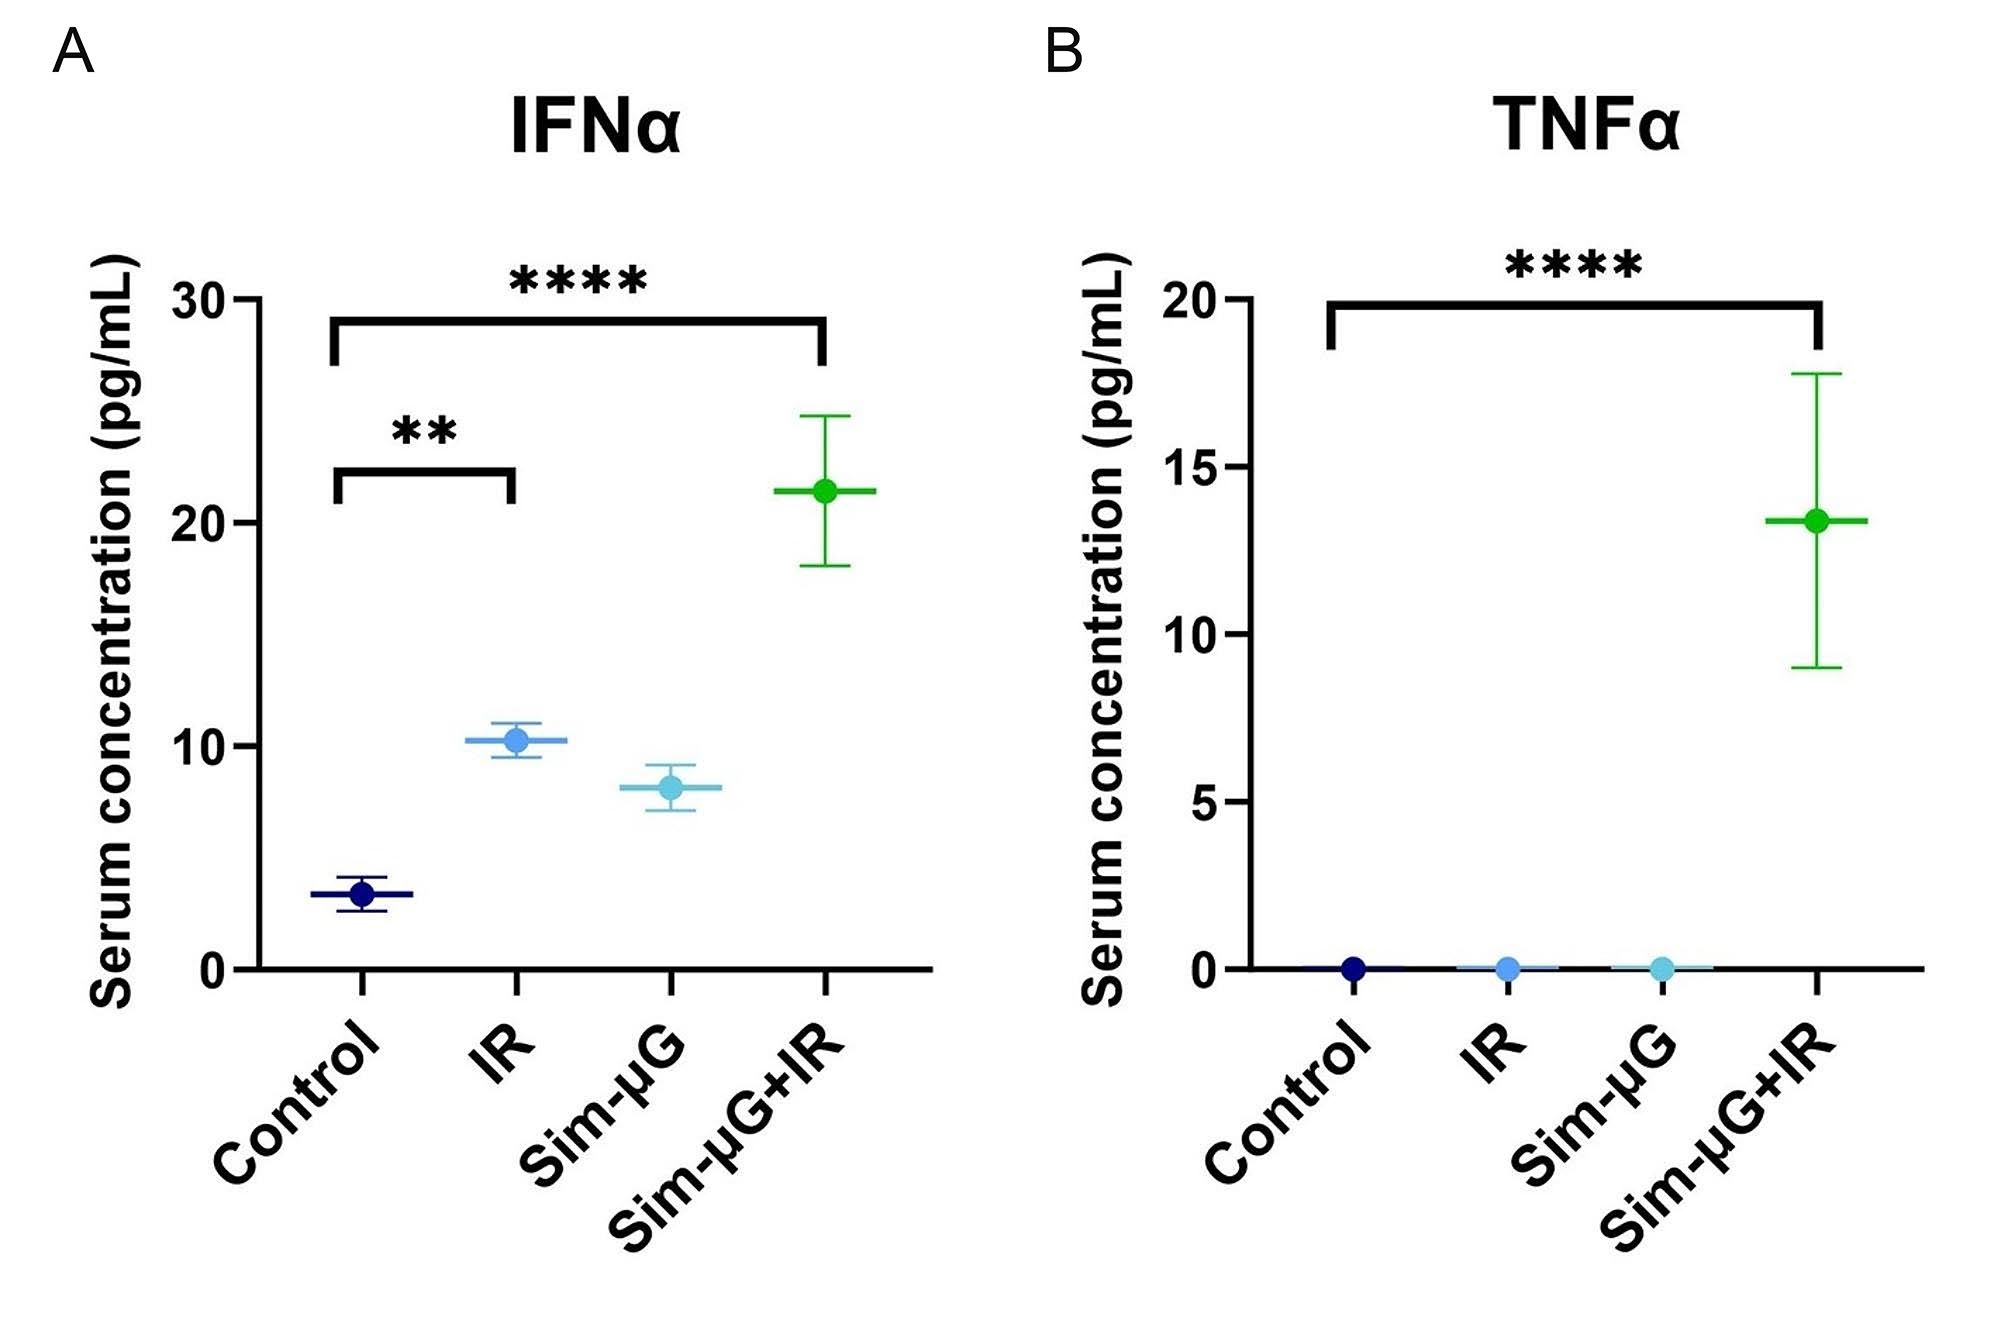 A
IFNα
Serum concentration (pg/mL)
30
20
10
0
****
**
Control
IR
Sim-μG
Sim-μG+IR
B
TNFα
Serum concentration (pg/mL)
20
15
10
5
0
****
Control
IR
Sim-μG
Sim-μG+IR